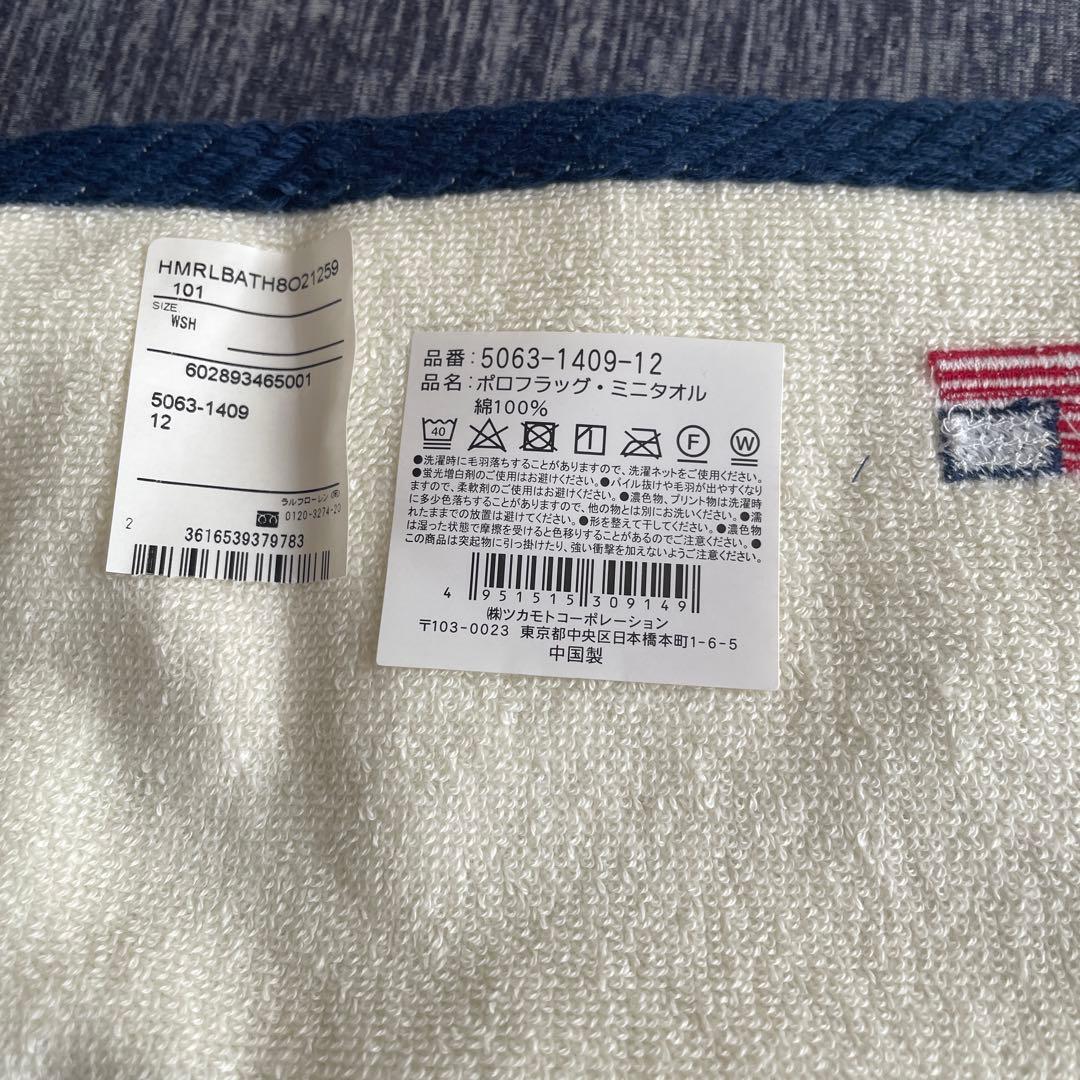 HMRLBATH8O21259
101
SIZE
WSH
602893465001
5063-1409
12
ラルフローレン(株)
0120-3274-20
2
3616539379783
品番:5063-1409-12
品名:ポロフラッグ・ミニタオル
綿100%
40
1
F
W
●洗濯時に毛羽落ちすることがありますので、洗濯ネットをご使用ください。
●蛍光増白剤のご使用はお避けください。●パイル抜けや毛羽が出やすくなり
ますので、柔軟剤のご使用はお避けください。●濃色物、プリント物は洗濯時
に多少色落ちすることがありますので、他の物とは別にお洗いください。●濡
れたままでの放置は避けてください。●形を整えて干してください。●濃色物
は湿った状態で摩擦を受けると色移りすることがあるのでご注意ください。●
この商品は突起物に引っ掛けたり、強い衝撃を加えないようご注意ください。
4 951515 309149
(株)ツカモトコーポレーション
〒103-0023 東京都中央区日本橋本町1-6-5
中国製